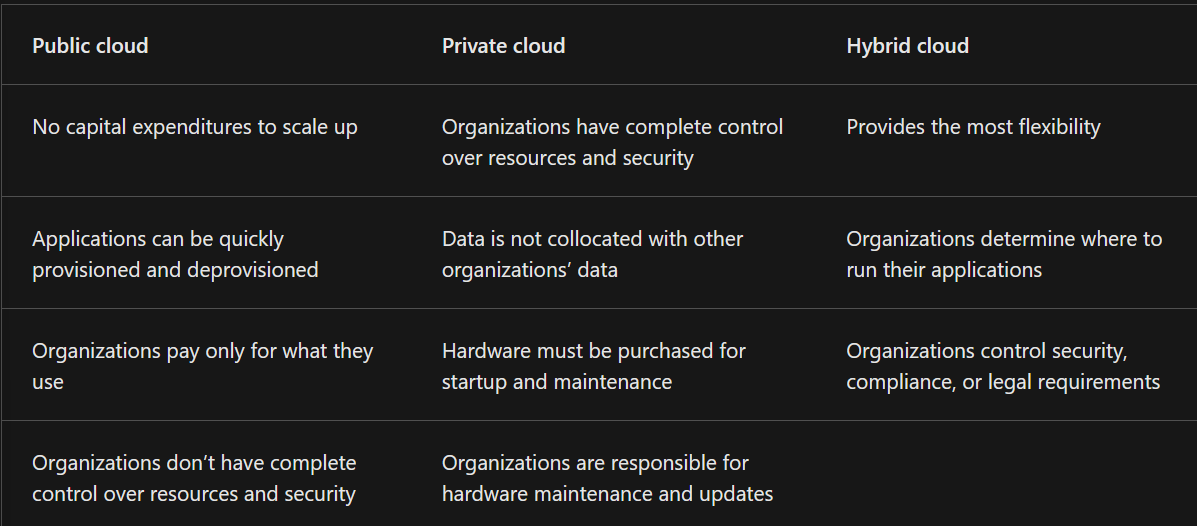 Public cloud
Private cloud
Hybrid cloud
No capital expenditures to scale up
Organizations have complete control
over resources and security
Provides the most flexibility
Applications can be quickly
provisioned and deprovisioned
Data is not collocated with other
organizations’ data
Organizations determine where to
run their applications
Organizations pay only for what they
use
Hardware must be purchased for
startup and maintenance
Organizations control security,
compliance, or legal requirements
Organizations don’t have complete
control over resources and security
Organizations are responsible for
hardware maintenance and updates